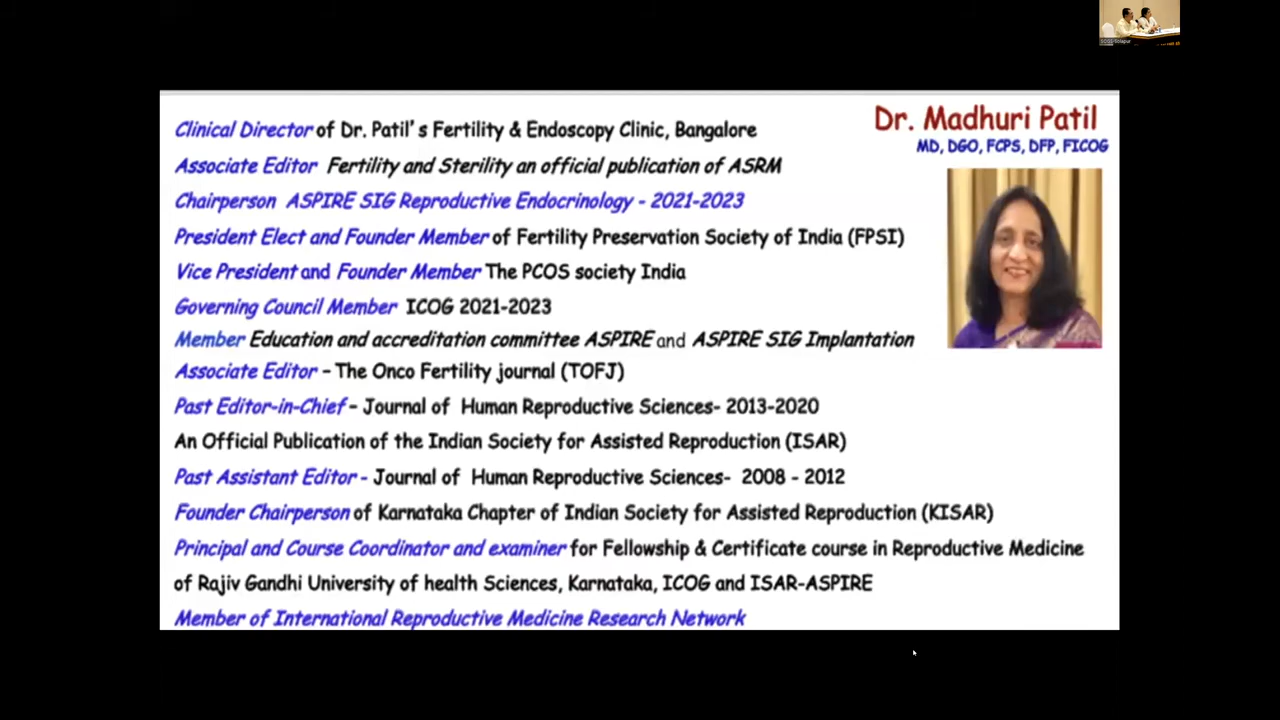 Dr. Madhuri Patil
MD, DGO, FCPS, DFP, FICOG
Clinical Director of Dr. Patil's Fertility & Endoscopy Clinic, Bangalore
Associate Editor Fertility and Sterility an official publication of ASRM
Chairperson ASPIRE SIG Reproductive Endocrinology - 2021-2023
President Elect and Founder Member of Fertility Preservation Society of India (FPSI)
Vice President and Founder Member The PCOS society India
Governing Council Member ICOG 2021-2023
Member Education and accreditation committee ASPIRE and ASPIRE SIG Implantation
Associate Editor – The Onco Fertility journal (TOFJ)
Past Editor-in-Chief – Journal of Human Reproductive Sciences- 2013-2020
An Official Publication of the Indian Society for Assisted Reproduction (ISAR)
Past Assistant Editor - Journal of Human Reproductive Sciences- 2008 - 2012
Founder Chairperson of Karnataka Chapter of Indian Society for Assisted Reproduction (KISAR)
Principal and Course Coordinator and examiner for Fellowship & Certificate course in Reproductive Medicine
of Rajiv Gandhi University of health Sciences, Karnataka, ICOG and ISAR-ASPIRE
Member of International Reproductive Medicine Research Network